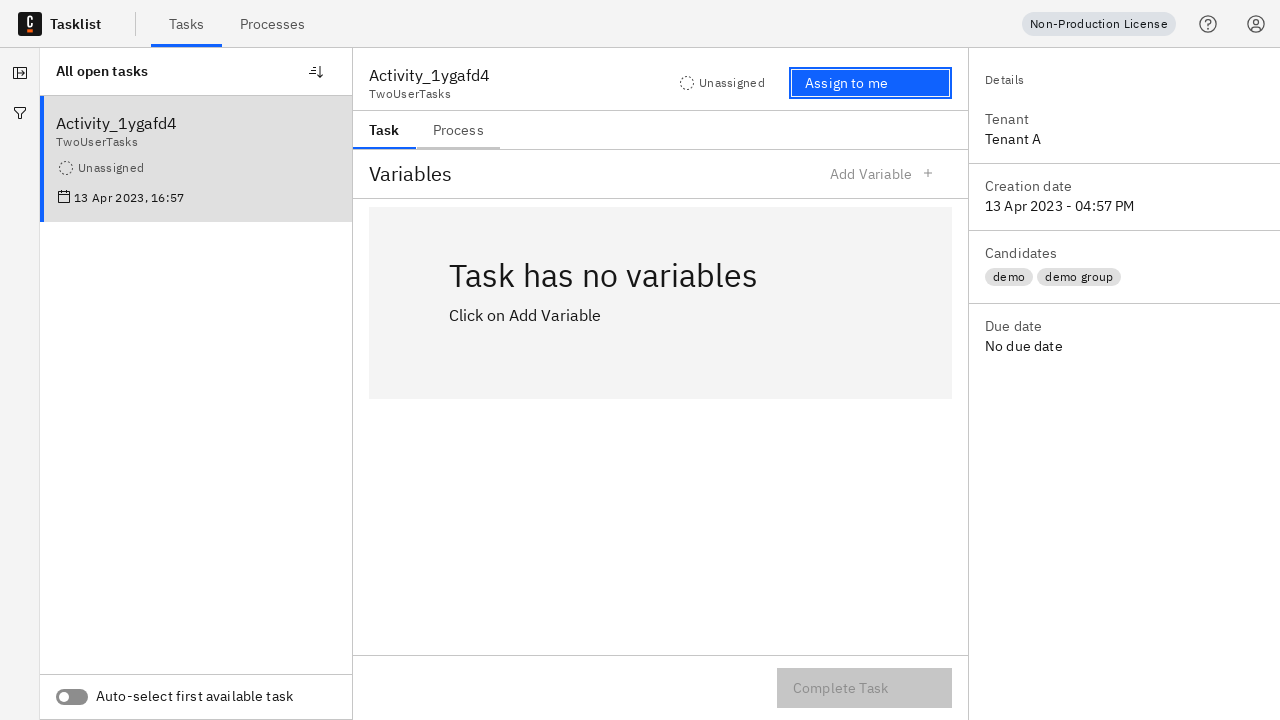 Tasklist
Tasks
Processes
Non-Production License
All open tasks
Activity_1ygafd4
TwoUserTasks
Unassigned
13 Apr 2023, 16:57
Auto-select first available task
Activity_1ygafd4
TwoUserTasks
Unassigned
Assign to me
Task
Process
Variables
Add Variable
Task has no variables
Click on Add Variable
Complete Task
Details
Tenant
Tenant A
Creation date
13 Apr 2023 - 04:57 PM
Candidates
demo
demo group
Due date
No due date